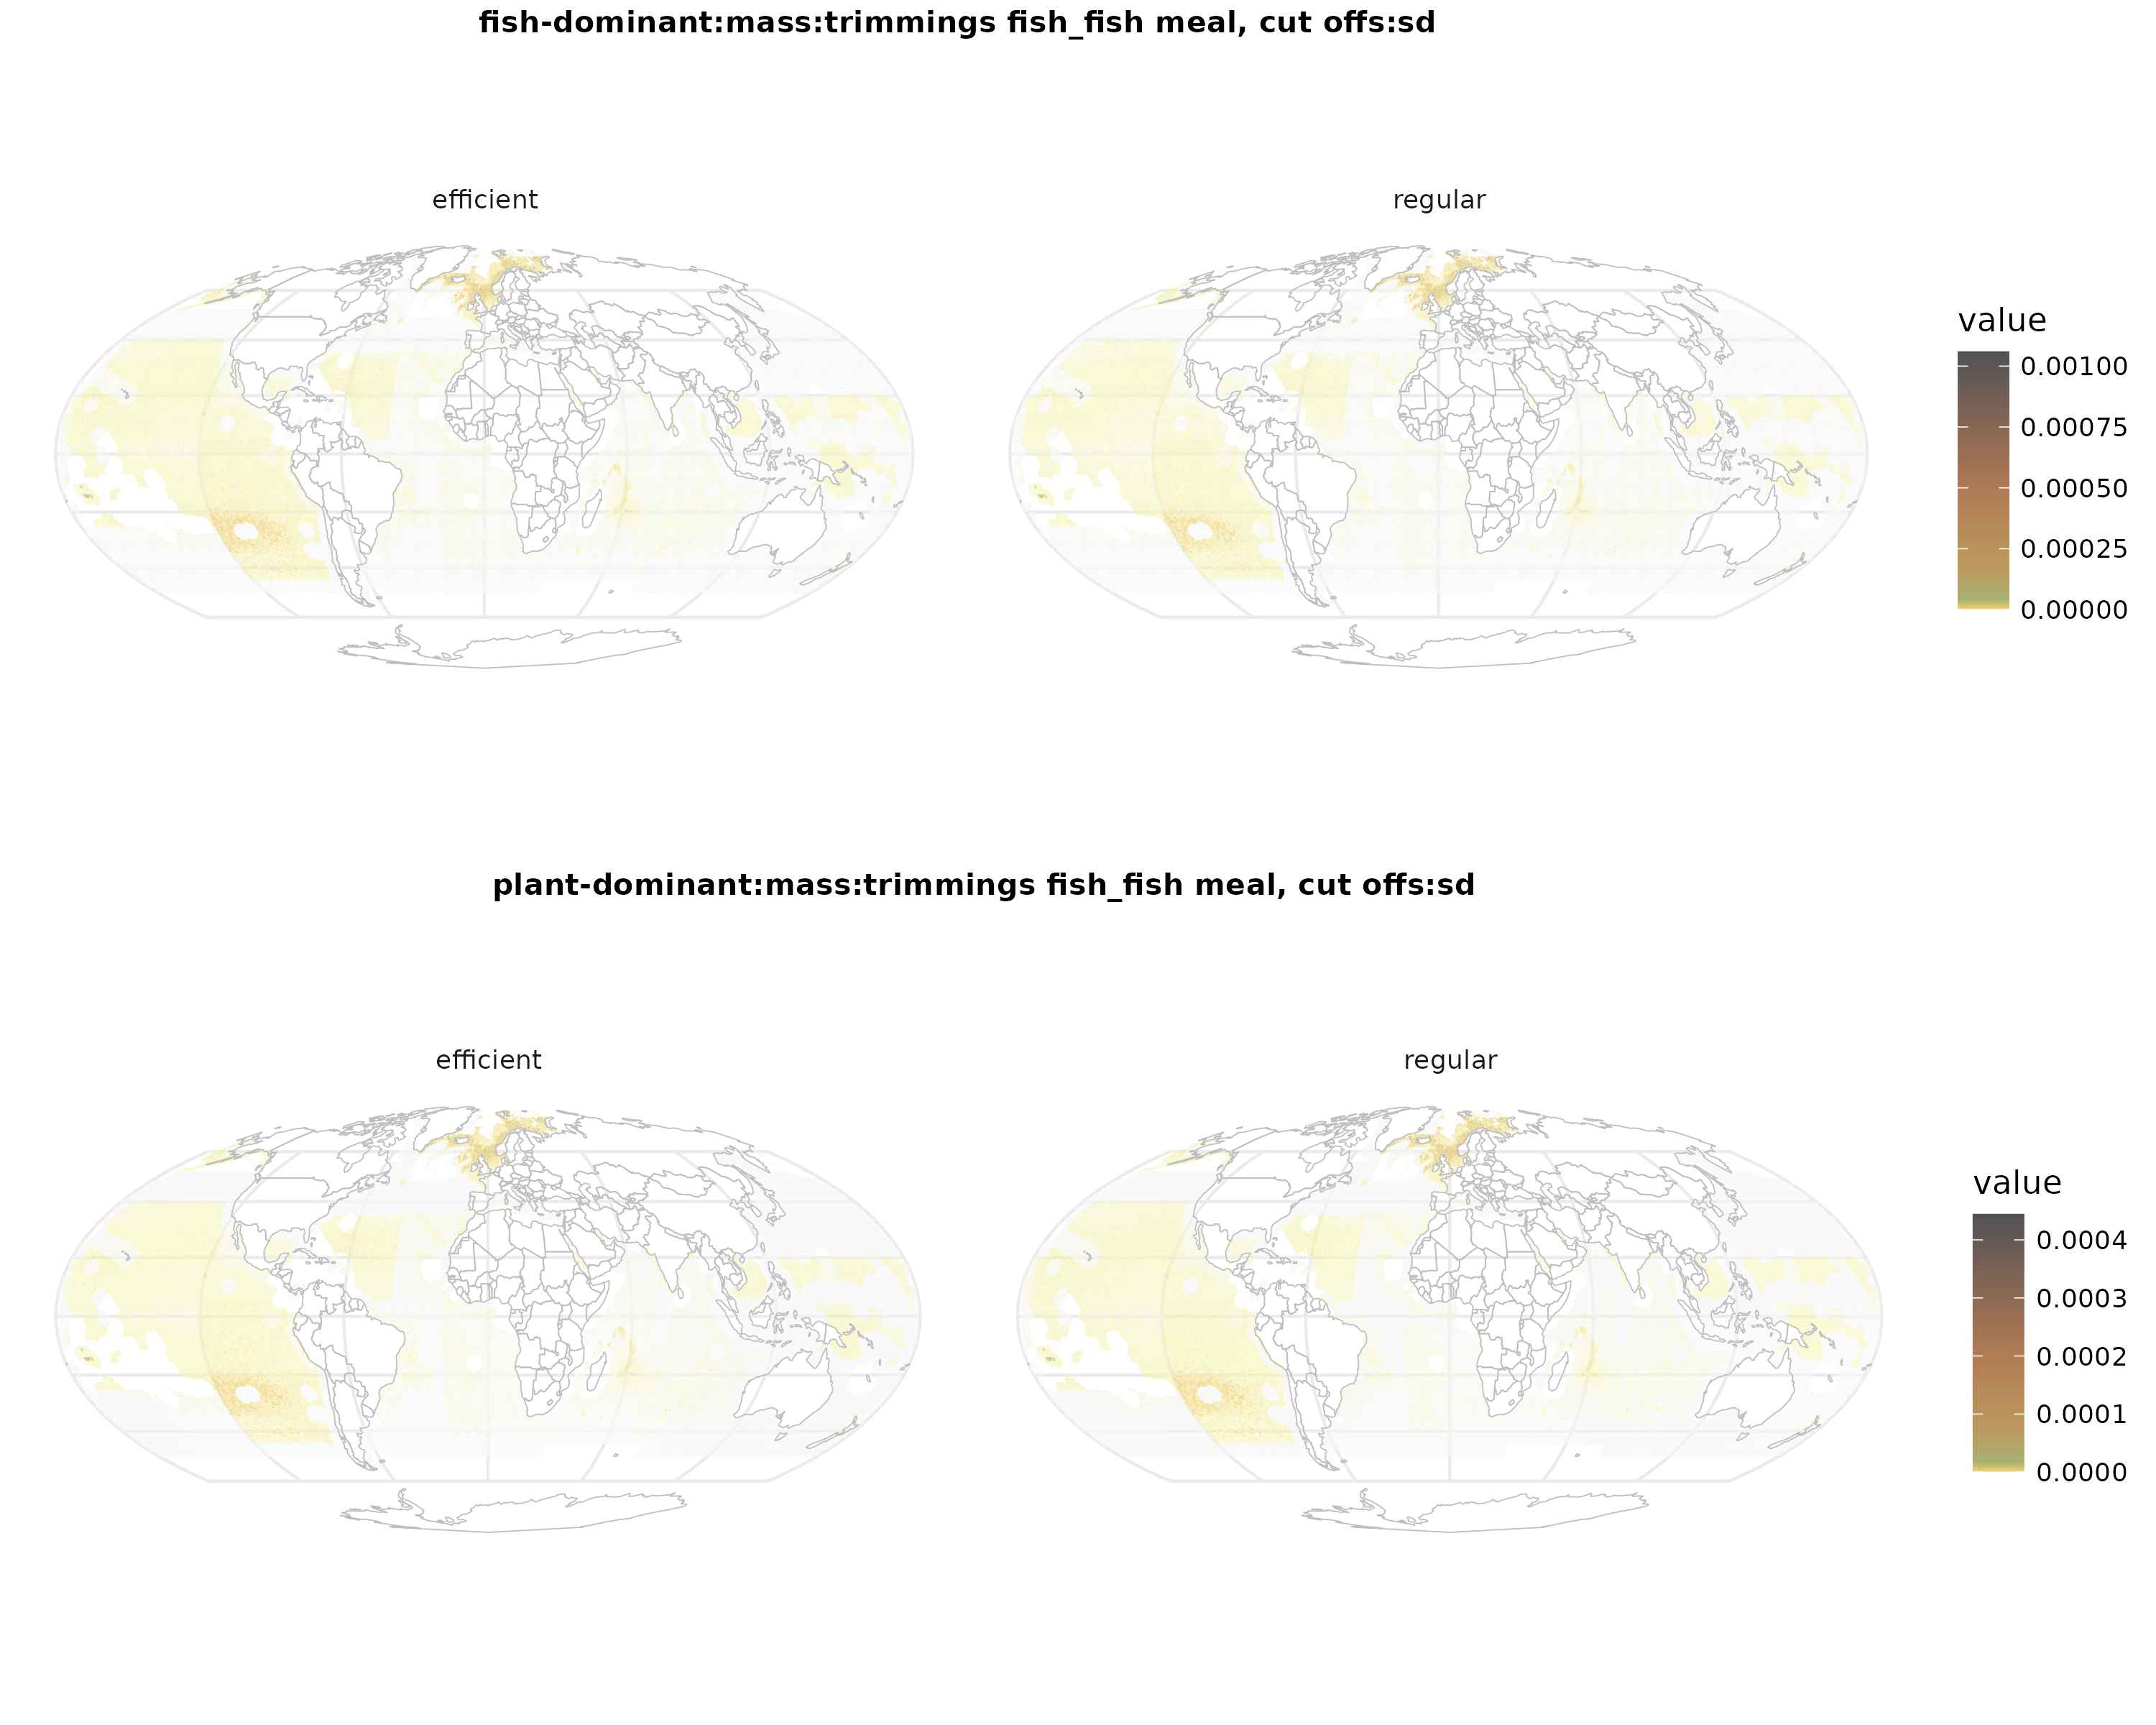 fish-dominant:mass:trimmings fish_fish meal, cut offs:sd
efficient
regular
value
0.00100
0.00075
0.00050
0.00025
0.00000
plant-dominant:mass:trimmings fish_fish meal, cut offs:sd
efficient
regular
value
0.0004
0.0003
0.0002
0.0001
0.0000